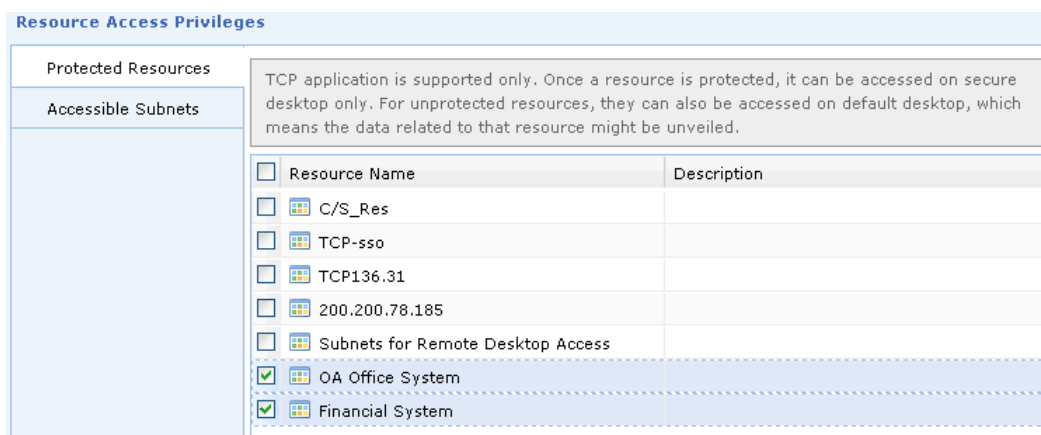 Resource Access Privileges
Protected Resources
Accessible Subnets
TCP application is supported only. Once a resource is protected, it can be accessed on secure
desktop only. For unprotected resources, they can also be accessed on default desktop, which
means the data related to that resource might be unveiled.
Resource Name Description
C/S_Res
TCP-sso
TCP136.31
200.200.78.185
Subnets for Remote Desktop Access
OA Office System
Financial System